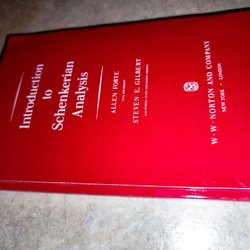 Introduction
to
Schenkerian
Analysis
ALLEN FORTE
STEVEN E. GILBERT
W · W · NORTON AND COMPANY
NEW YORK · LONDON